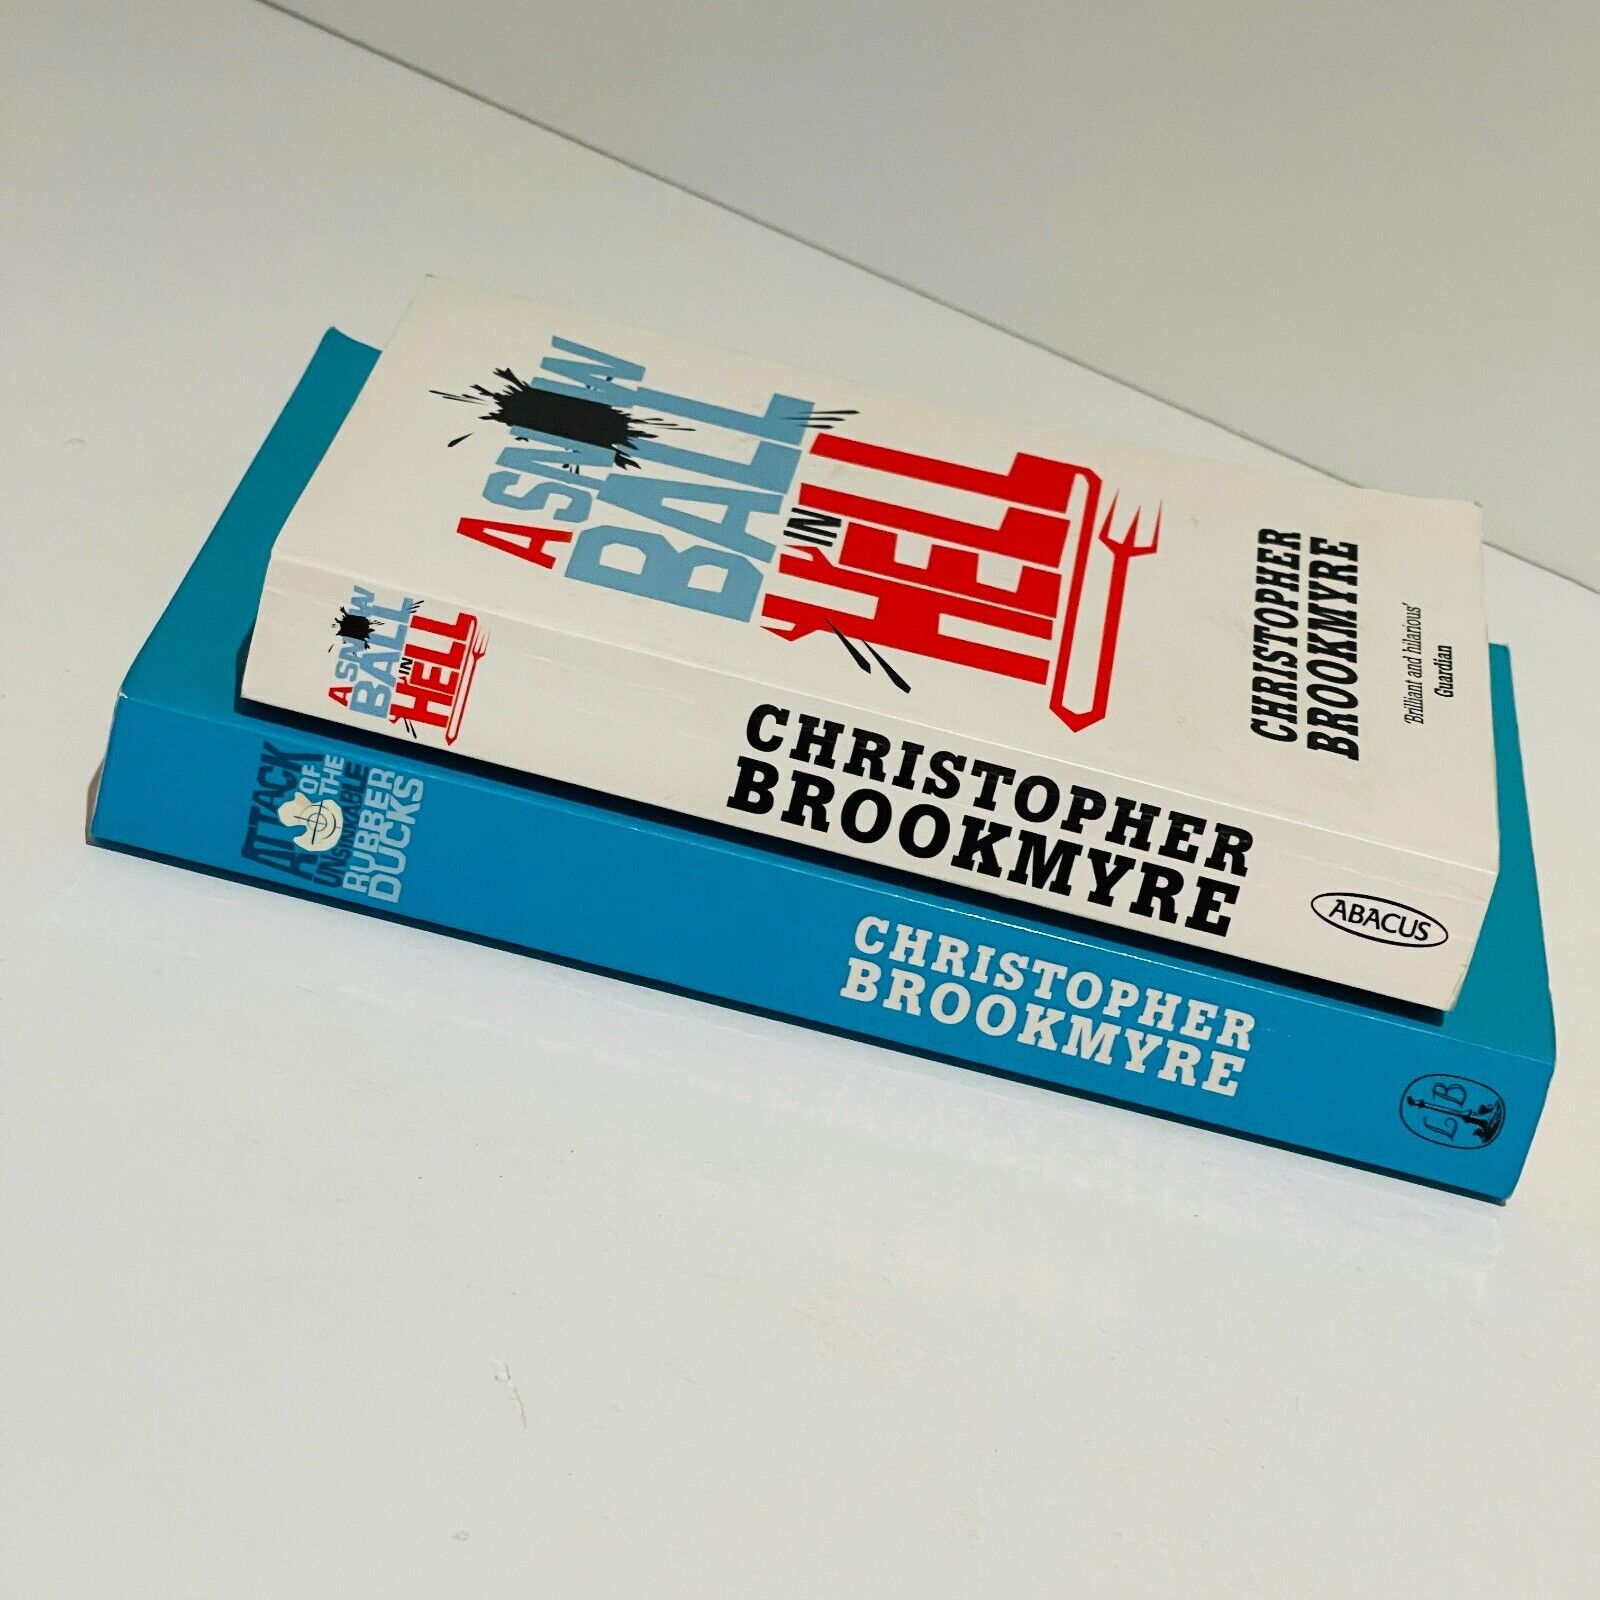 A SNOW
BALL
IN
HELL
CHRISTOPHER
BROOKMYRE
'Brilliant and hilarious'
Guardian
A SNOW
BALL
IN
HELL
CHRISTOPHER
BROOKMYRE
ABACUS
ATTACK
OF
THE
UNSINKABLE
RUBBER
DUCKS
CHRISTOPHER
BROOKMYRE
L B